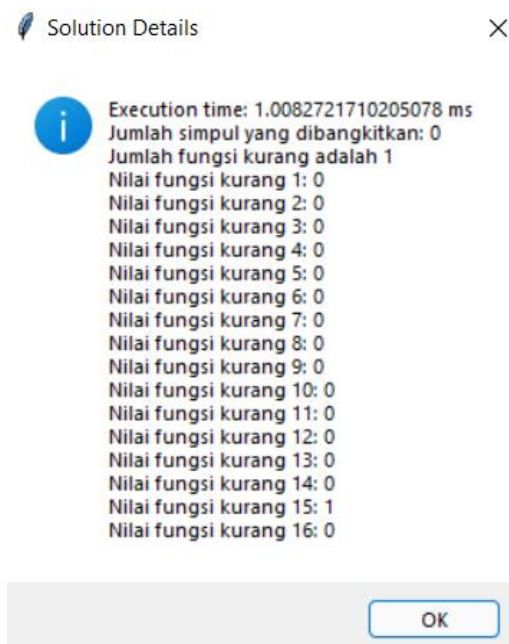 Solution Details
Execution time: 1.0082721710205078 ms
Jumlah simpul yang dibangkitkan: 0
Jumlah fungsi kurang adalah 1
Nilai fungsi kurang 1: 0
Nilai fungsi kurang 2: 0
Nilai fungsi kurang 3: 0
Nilai fungsi kurang 4: 0
Nilai fungsi kurang 5: 0
Nilai fungsi kurang 6: 0
Nilai fungsi kurang 7: 0
Nilai fungsi kurang 8: 0
Nilai fungsi kurang 9: 0
Nilai fungsi kurang 10: 0
Nilai fungsi kurang 11: 0
Nilai fungsi kurang 12: 0
Nilai fungsi kurang 13: 0
Nilai fungsi kurang 14: 0
Nilai fungsi kurang 15: 1
Nilai fungsi kurang 16: 0
OK